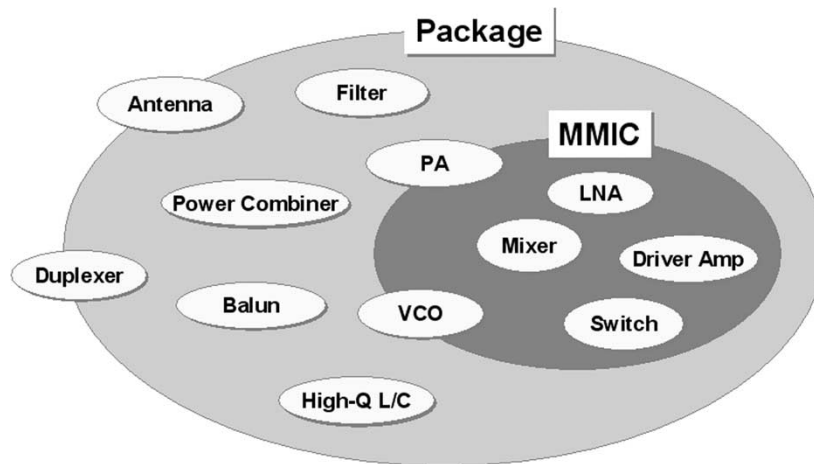 Package
Antenna
Filter
MMIC
PA
LNA
Power Combiner
Mixer
Driver Amp
Duplexer
Balun
VCO
Switch
High-Q L/C